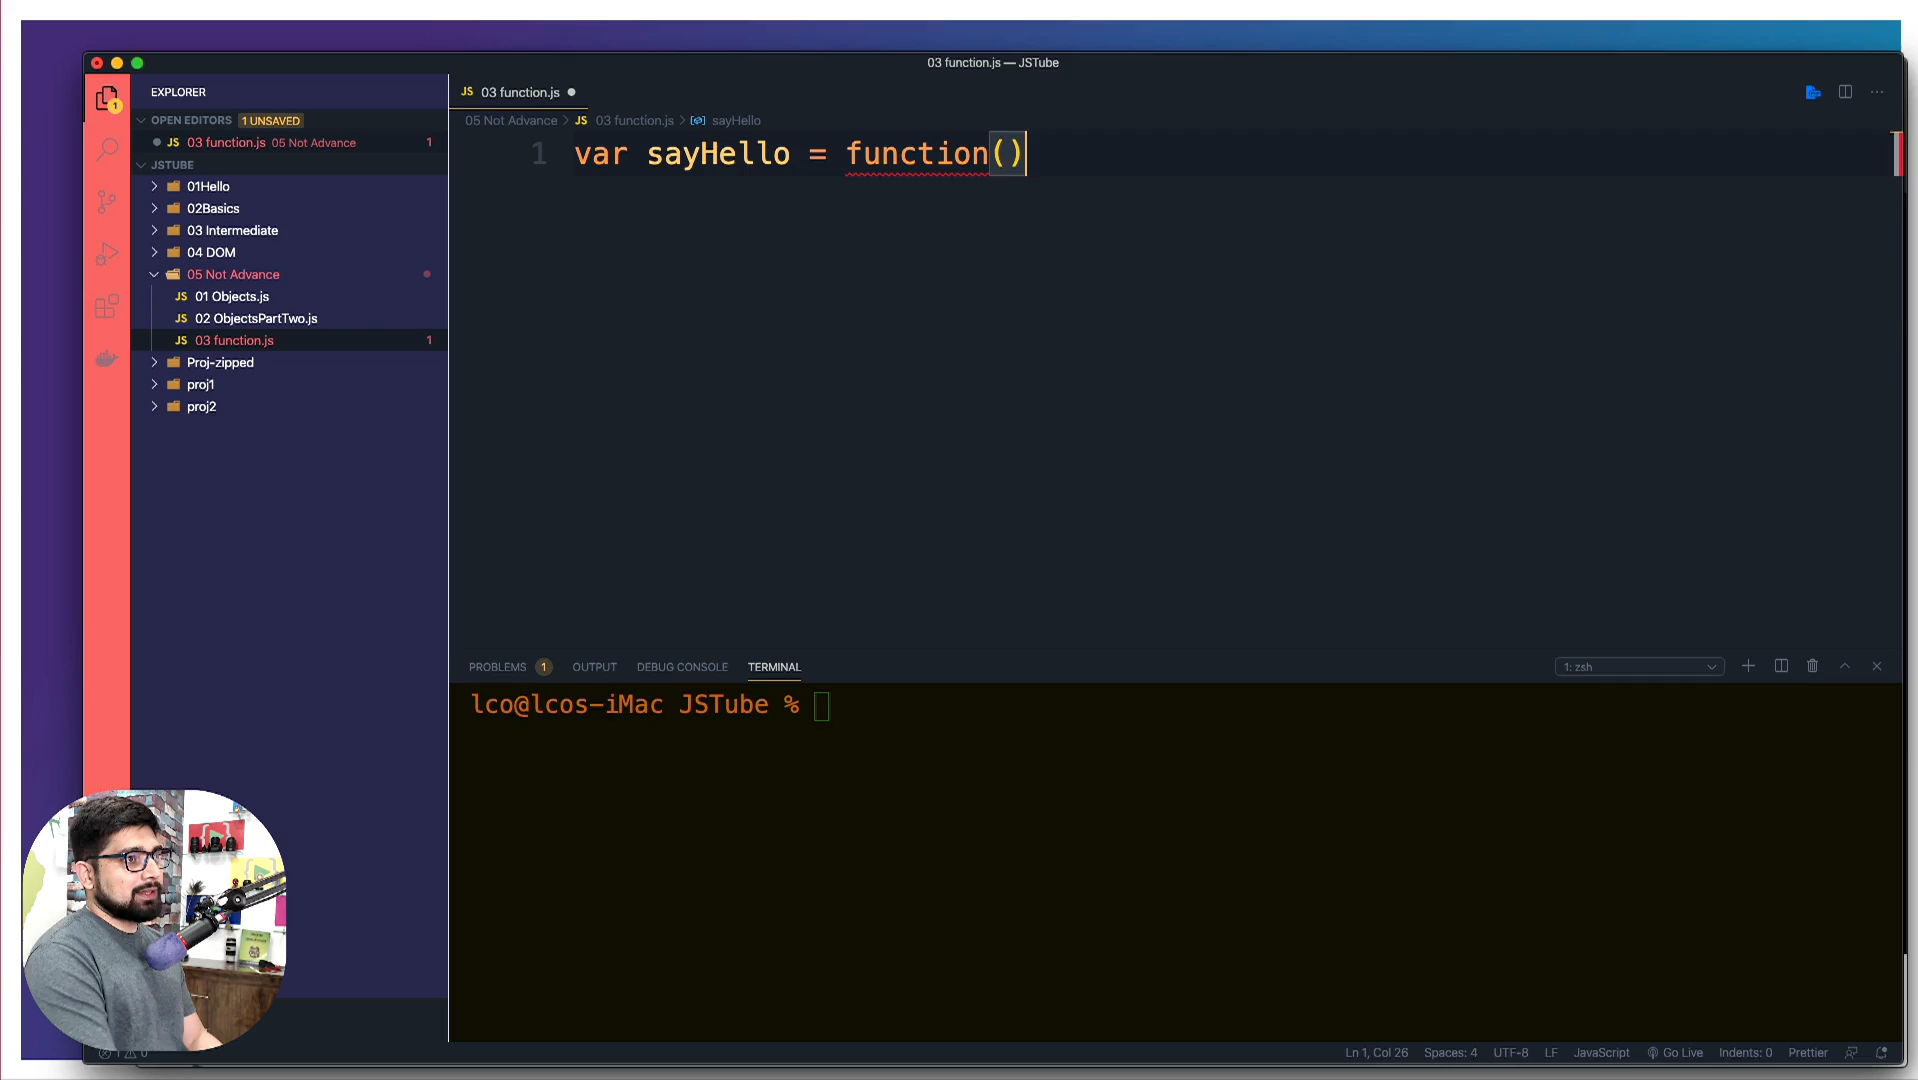 03 function.js — JSTube
1
EXPLORER
OPEN EDITORS 1 UNSAVED
JS 03 function.js 05 Not Advance 1
JSTUBE
01Hello
02Basics
03 Intermediate
04 DOM
05 Not Advance
JS 01 Objects.js
JS 02 ObjectsPartTwo.js
JS 03 function.js 1
Proj-zipped
proj1
proj2
JS 03 function.js
05 Not Advance > JS 03 function.js > sayHello
1 var sayHello = function()
PROBLEMS 1 OUTPUT DEBUG CONSOLE TERMINAL 1: zsh
lco@lcos-iMac JSTube %
Ln 1, Col 26 Spaces: 4 UTF-8 LF JavaScript Go Live Indents: 0 Prettier